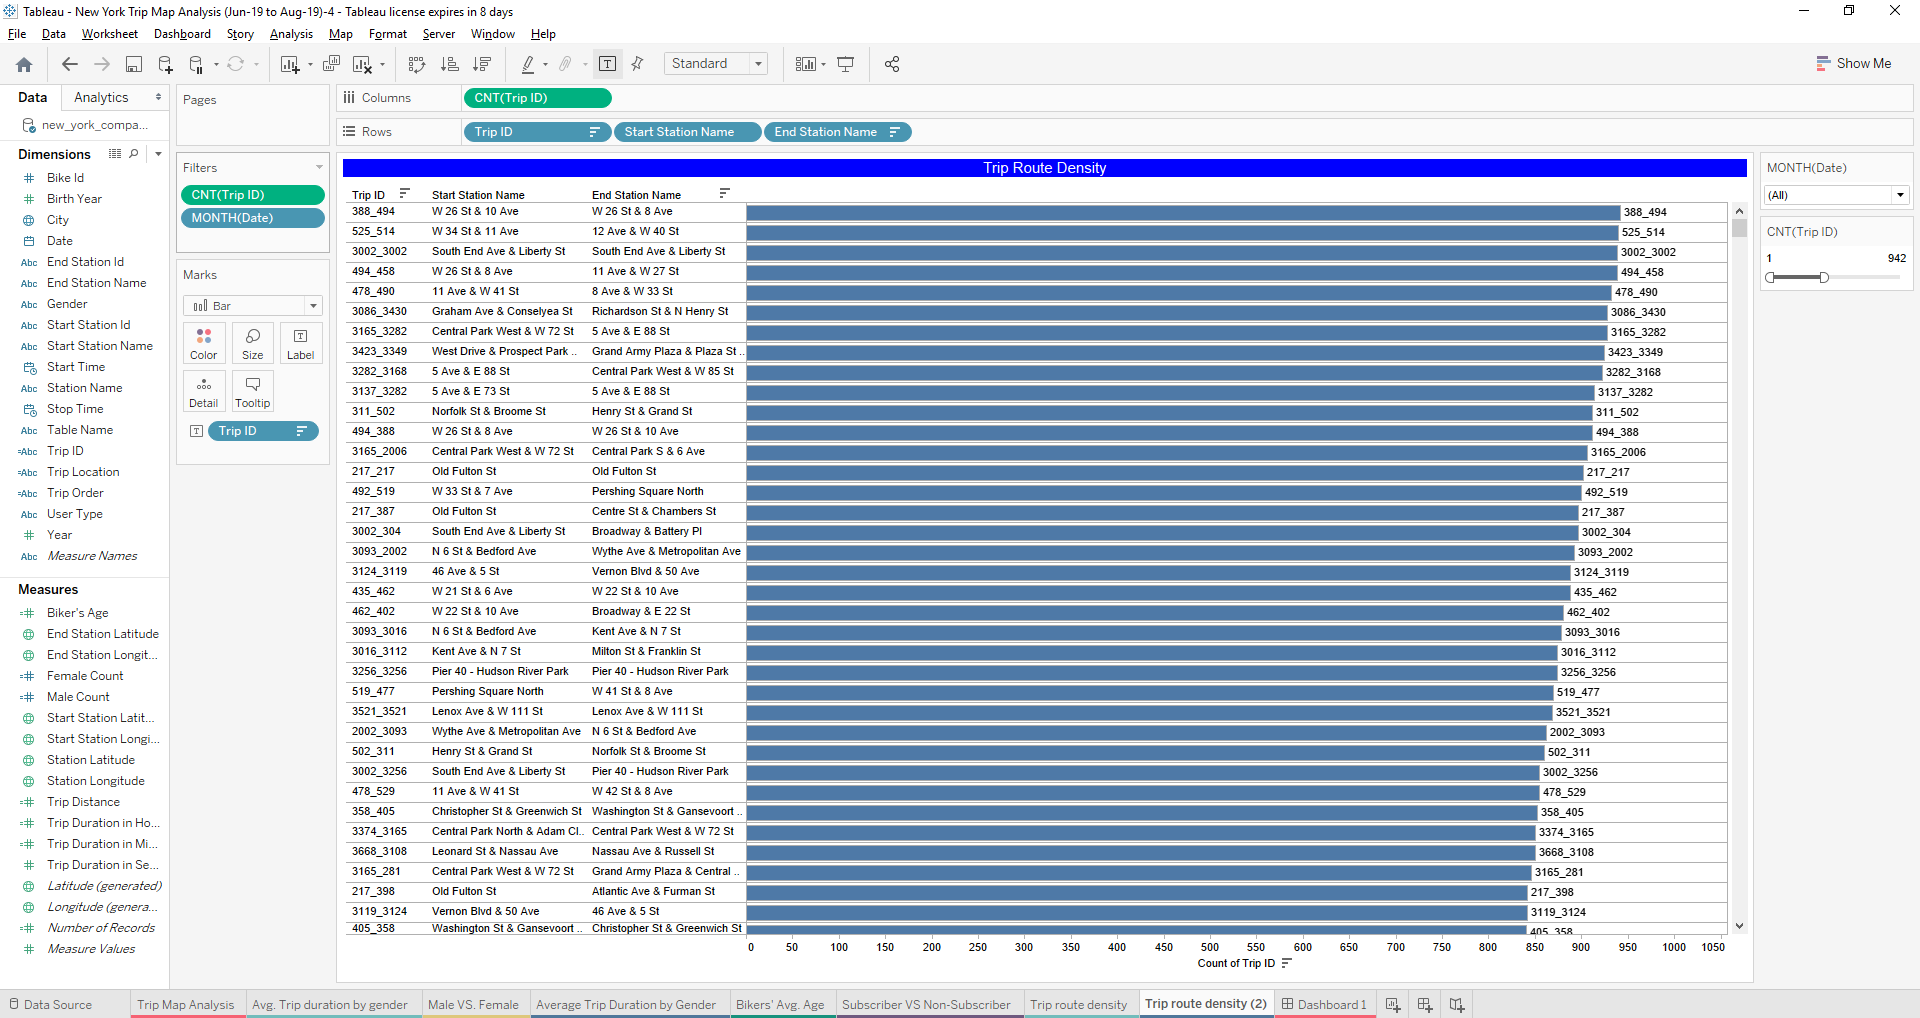 Tableau - New York Trip Map Analysis (Jun-19 to Aug-19)-4 - Tableau license expires in 8 days
File Data Worksheet Dashboard Story Analysis Map Format Server Window Help
Standard
Show Me
Data Analytics
new_york_compa...
Dimensions
Bike Id
Birth Year
City
Date
Abc End Station Id
Abc End Station Name
Abc Gender
Abc Start Station Id
Abc Start Station Name
Start Time
Abc Station Name
Stop Time
Abc Table Name
=Abc Trip ID
=Abc Trip Location
=Abc Trip Order
Abc User Type
# Year
Abc Measure Names
Measures
Biker's Age
End Station Latitude
End Station Longit...
Female Count
Male Count
Start Station Latit...
Start Station Longi...
Station Latitude
Station Longitude
Trip Distance
Trip Duration in Ho...
Trip Duration in Mi...
Trip Duration in Se...
Latitude (generated)
Longitude (genera...
Number of Records
Measure Values
Pages
Filters
CNT(Trip ID)
MONTH(Date)
Marks
Bar
Color Size Label
Detail Tooltip
Trip ID
Columns CNT(Trip ID)
Rows Trip ID Start Station Name End Station Name
Trip Route Density
Trip ID Start Station Name End Station Name
388_494 W 26 St & 10 Ave W 26 St & 8 Ave 388_494
525_514 W 34 St & 11 Ave 12 Ave & W 40 St 525_514
3002_3002 South End Ave & Liberty St South End Ave & Liberty St 3002_3002
494_458 W 26 St & 8 Ave 11 Ave & W 27 St 494_458
478_490 11 Ave & W 41 St 8 Ave & W 33 St 478_490
3086_3430 Graham Ave & Conselyea St Richardson St & N Henry St 3086_3430
3165_3282 Central Park West & W 72 St 5 Ave & E 88 St 3165_3282
3423_3349 West Drive & Prospect Park .. Grand Army Plaza & Plaza St .. 3423_3349
3282_3168 5 Ave & E 88 St Central Park West & W 85 St 3282_3168
3137_3282 5 Ave & E 73 St 5 Ave & E 88 St 3137_3282
311_502 Norfolk St & Broome St Henry St & Grand St 311_502
494_388 W 26 St & 8 Ave W 26 St & 10 Ave 494_388
3165_2006 Central Park West & W 72 St Central Park S & 6 Ave 3165_2006
217_217 Old Fulton St Old Fulton St 217_217
492_519 W 33 St & 7 Ave Pershing Square North 492_519
217_387 Old Fulton St Centre St & Chambers St 217_387
3002_304 South End Ave & Liberty St Broadway & Battery Pl 3002_304
3093_2002 N 6 St & Bedford Ave Wythe Ave & Metropolitan Ave 3093_2002
3124_3119 46 Ave & 5 St Vernon Blvd & 50 Ave 3124_3119
435_462 W 21 St & 6 Ave W 22 St & 10 Ave 435_462
462_402 W 22 St & 10 Ave Broadway & E 22 St 462_402
3093_3016 N 6 St & Bedford Ave Kent Ave & N 7 St 3093_3016
3016_3112 Kent Ave & N 7 St Milton St & Franklin St 3016_3112
3256_3256 Pier 40 - Hudson River Park Pier 40 - Hudson River Park 3256_3256
519_477 Pershing Square North W 41 St & 8 Ave 519_477
3521_3521 Lenox Ave & W 111 St Lenox Ave & W 111 St 3521_3521
2002_3093 Wythe Ave & Metropolitan Ave N 6 St & Bedford Ave 2002_3093
502_311 Henry St & Grand St Norfolk St & Broome St 502_311
3002_3256 South End Ave & Liberty St Pier 40 - Hudson River Park 3002_3256
478_529 11 Ave & W 41 St W 42 St & 8 Ave 478_529
358_405 Christopher St & Greenwich St Washington St & Gansevoort .. 358_405
3374_3165 Central Park North & Adam Cl.. Central Park West & W 72 St 3374_3165
3668_3108 Leonard St & Nassau Ave Nassau Ave & Russell St 3668_3108
3165_281 Central Park West & W 72 St Grand Army Plaza & Central .. 3165_281
217_398 Old Fulton St Atlantic Ave & Furman St 217_398
3119_3124 Vernon Blvd & 50 Ave 46 Ave & 5 St 3119_3124
405_358 Washington St & Gansevoort .. Christopher St & Greenwich St 405_358
0 50 100 150 200 250 300 350 400 450 500 550 600 650 700 750 800 850 900 950 1000 1050
Count of Trip ID
MONTH(Date)
(All)
CNT(Trip ID)
1 942
Data Source Trip Map Analysis Avg. Trip duration by gender Male VS. Female Average Trip Duration by Gender Bikers' Avg. Age Subscriber VS Non-Subscriber Trip route density Trip route density (2) Dashboard 1